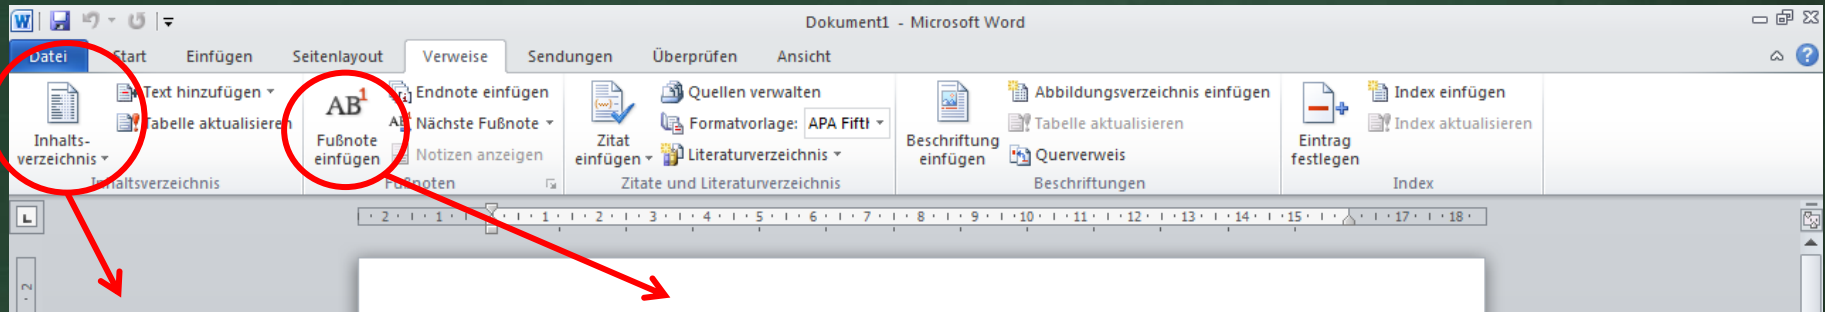 Dokument1 - Microsoft Word
Datei Start Einfügen Seitenlayout Verweise Sendungen Überprüfen Ansicht
Inhalts-
verzeichnis
Text hinzufügen
Tabelle aktualisieren
Inhaltsverzeichnis
AB1
Fußnote
einfügen
Endnote einfügen
Nächste Fußnote
Notizen anzeigen
Fußnoten
Zitat
einfügen
Quellen verwalten
Formatvorlage: APA Fifth
Literaturverzeichnis
Zitate und Literaturverzeichnis
Beschriftung
einfügen
Abbildungsverzeichnis einfügen
Tabelle aktualisieren
Querverweis
Beschriftungen
Eintrag
festlegen
Index einfügen
Index aktualisieren
Index
L
2 1 1 2 3 4 5 6 7 8 9 10 11 12 13 14 15 17 18
2